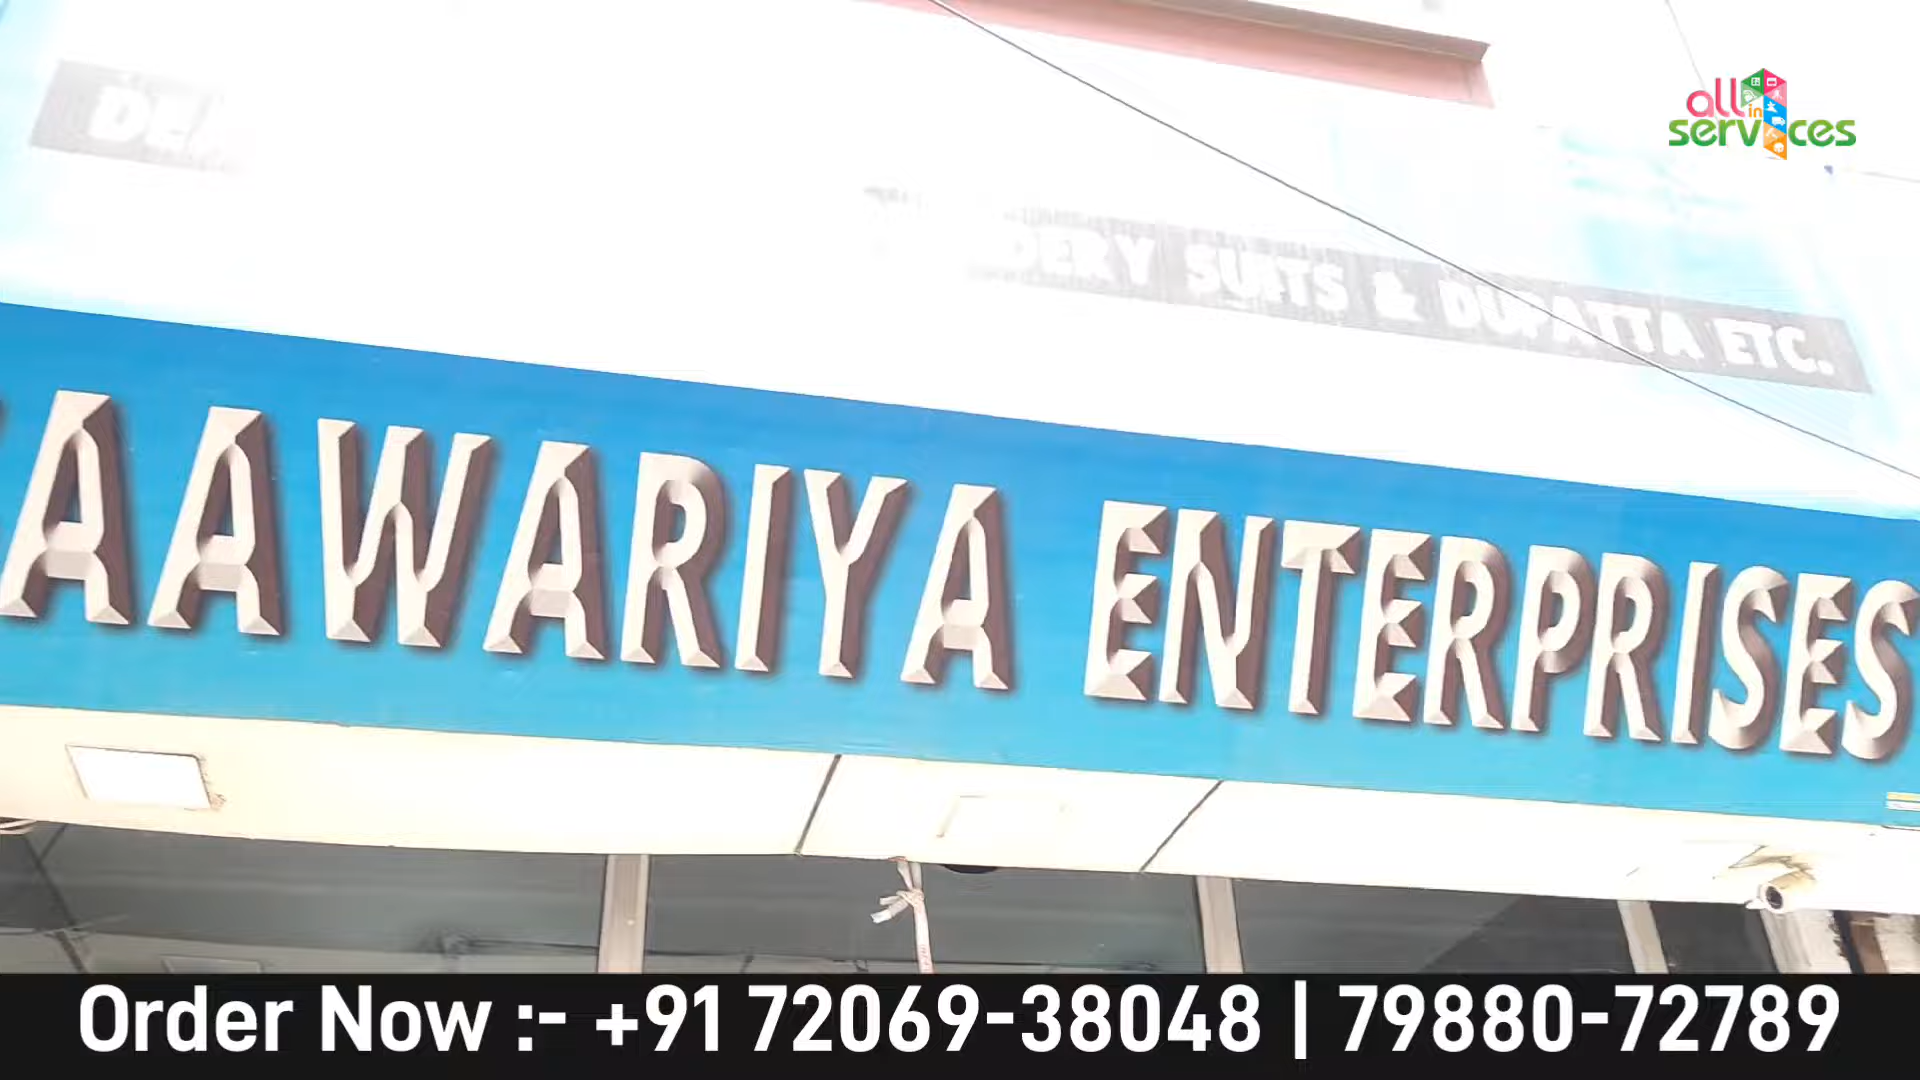 all in
services
SUITS & DUPATTA ETC.
AAWARIYA ENTERPRISES
Order Now :- +91 72069-38048 | 79880-72789